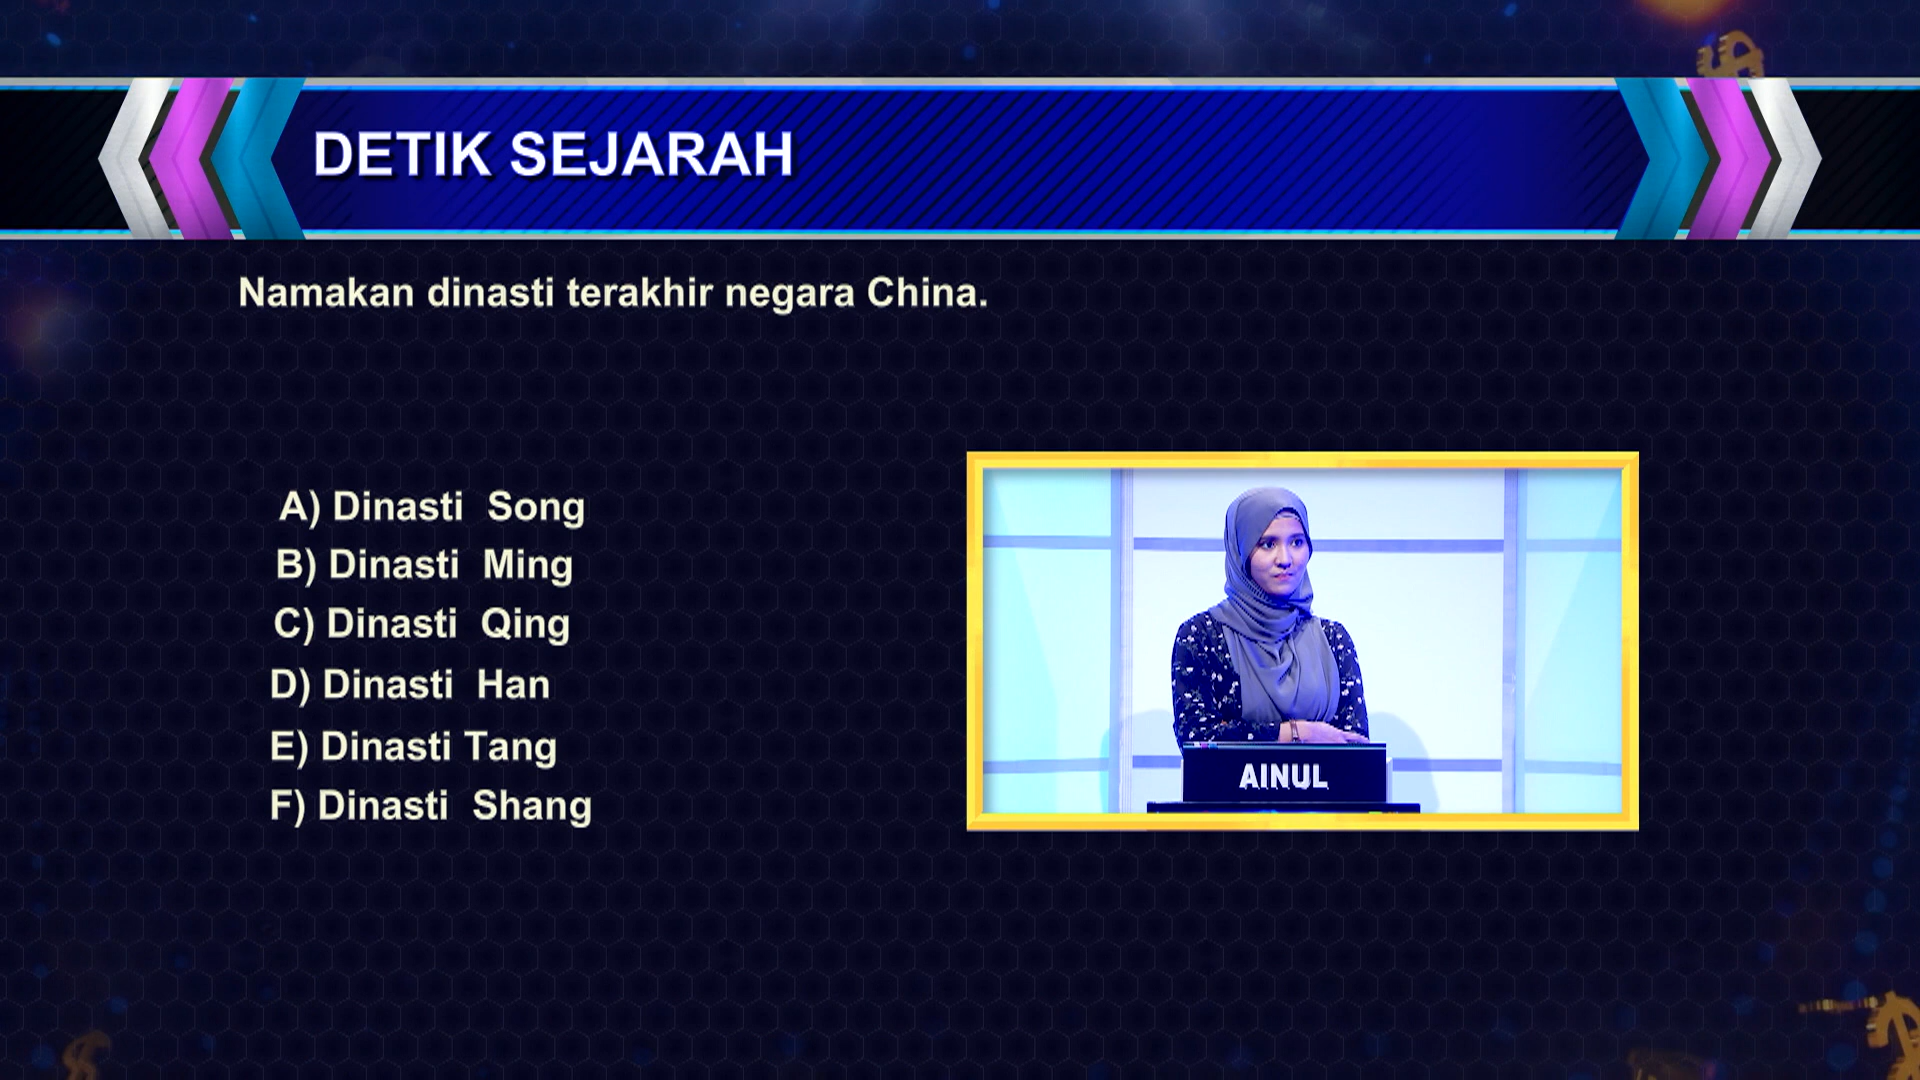 DETIK SEJARAH
Namakan dinasti terakhir negara China.
A) Dinasti Song
B) Dinasti Ming
C) Dinasti Qing
D) Dinasti Han
E) Dinasti Tang
F) Dinasti Shang
AINUL